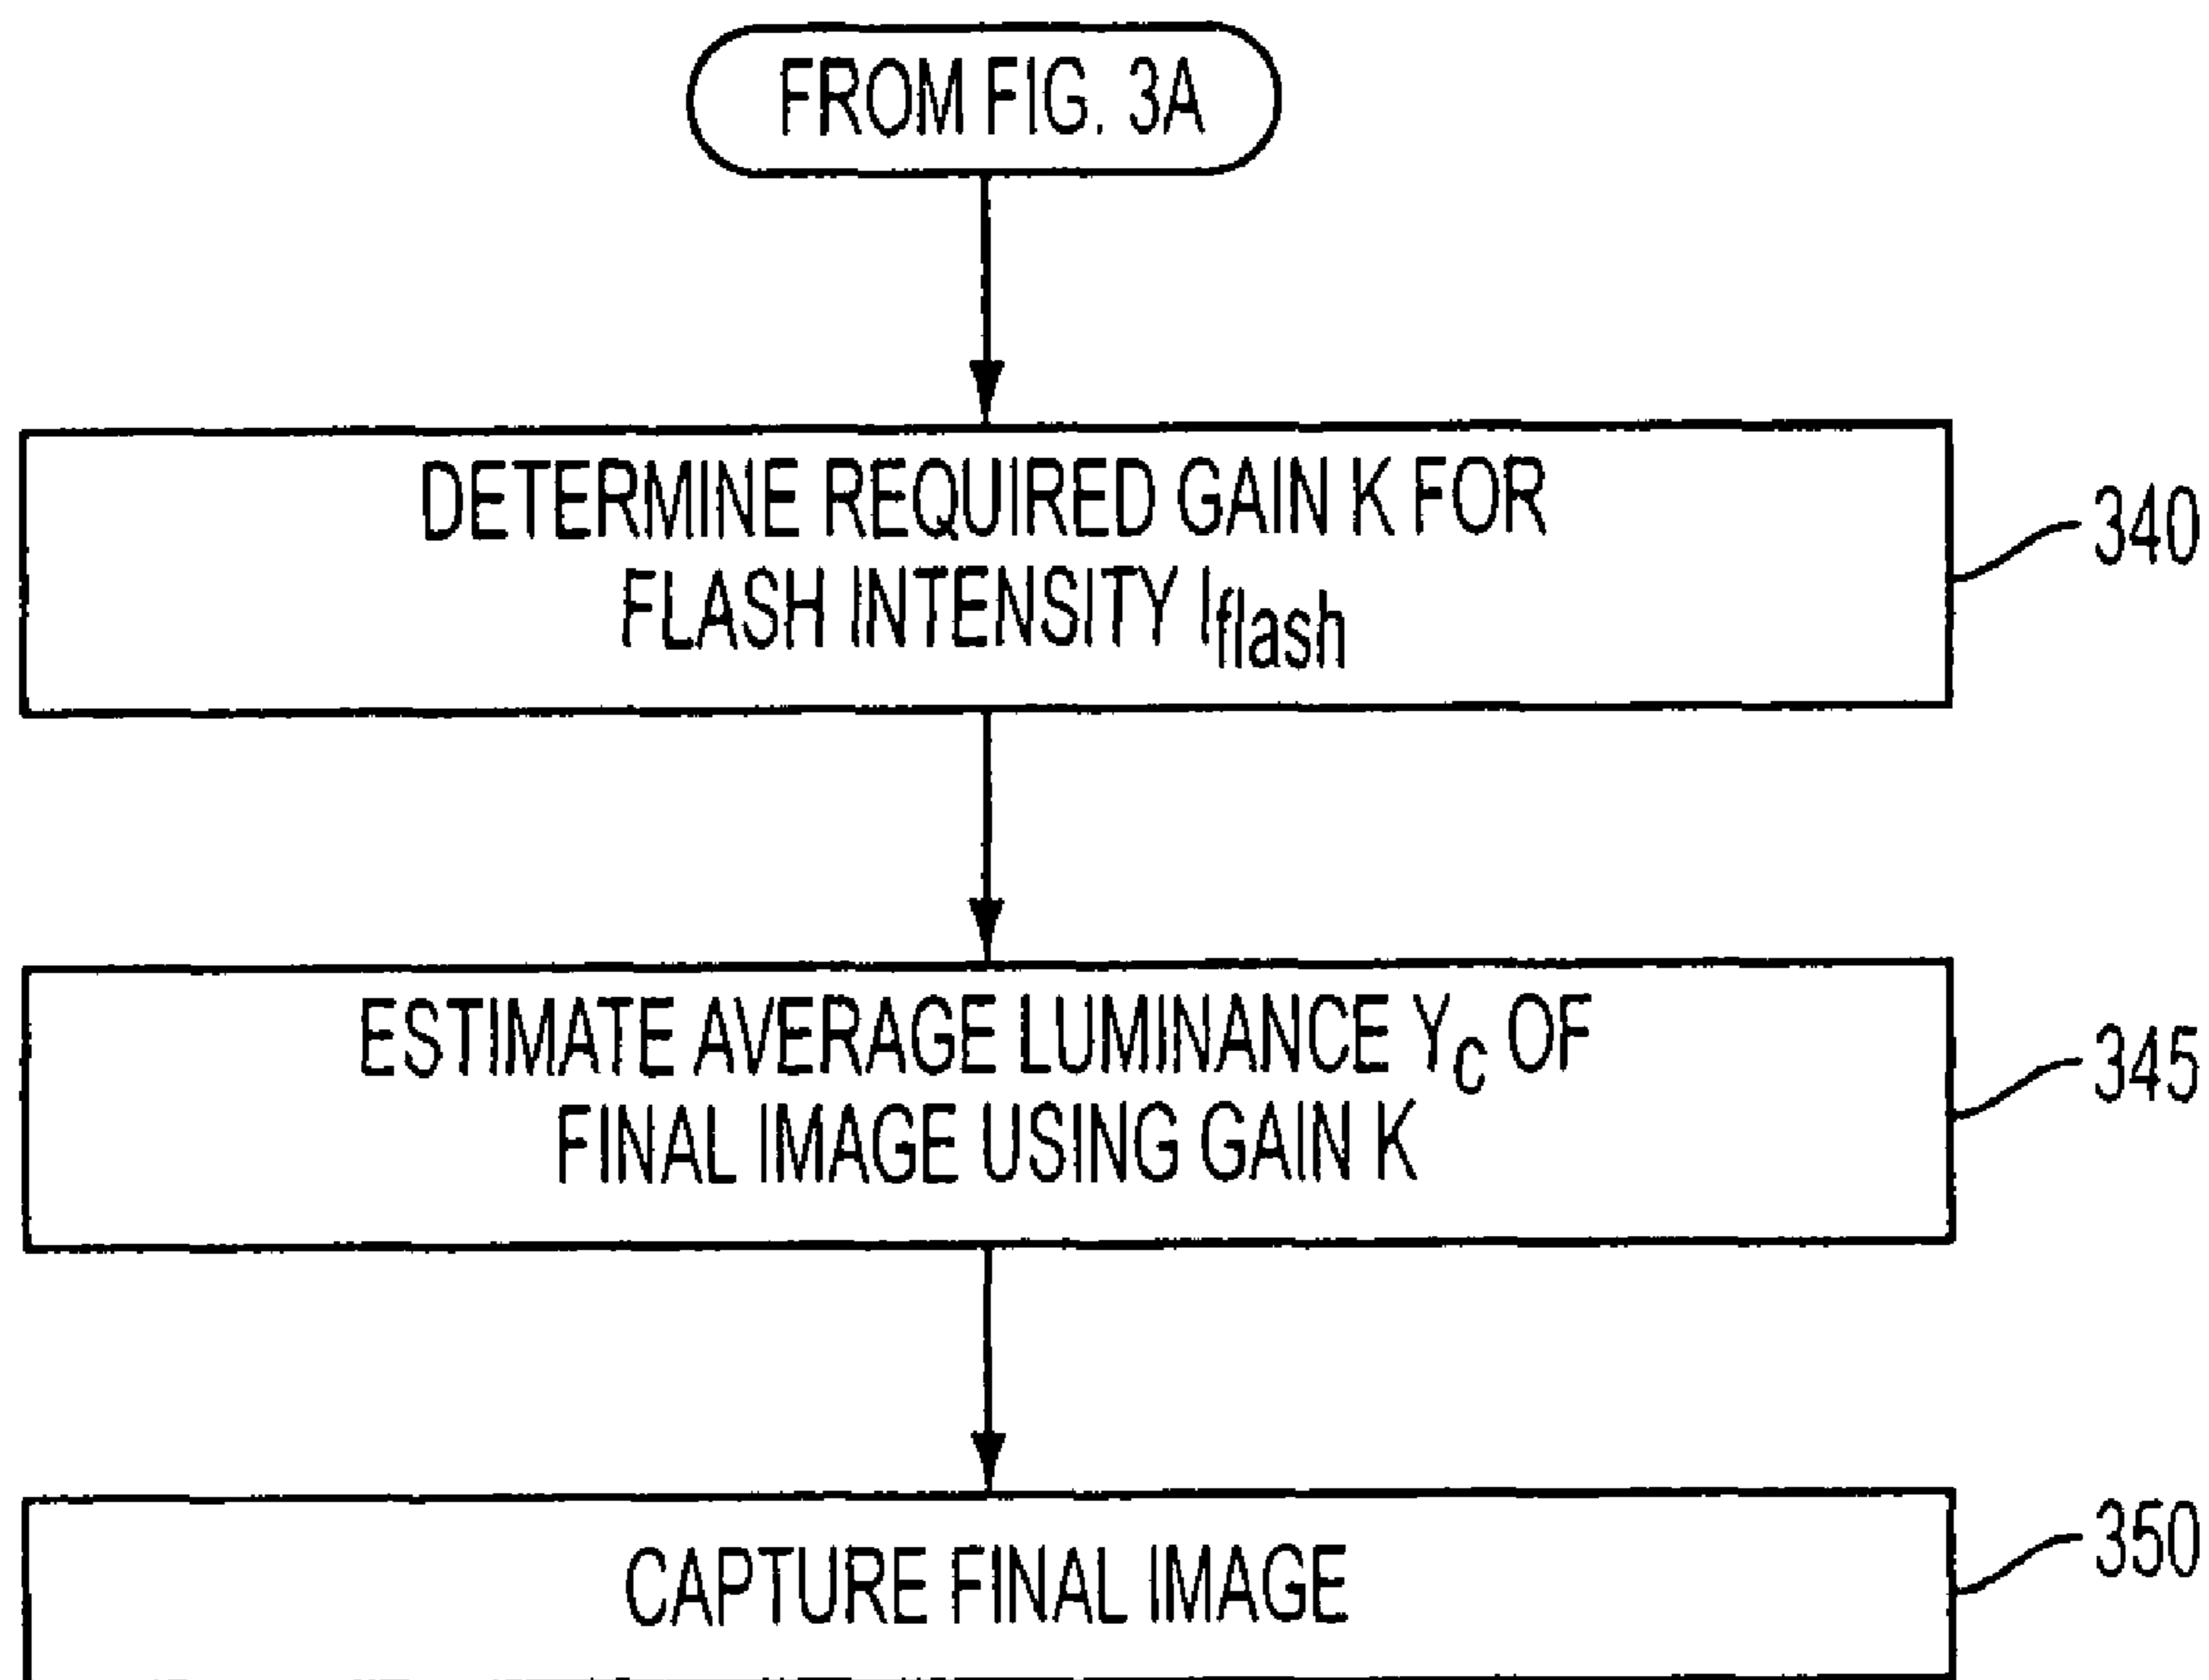 FROM FIG. 3A
DETERMINE REQUIRED GAIN K FOR
FLASH INTENSITY Iflash
340
ESTIMATE AVERAGE LUMINANCE YC OF
FINAL IMAGE USING GAIN K
345
CAPTURE FINAL IMAGE
350